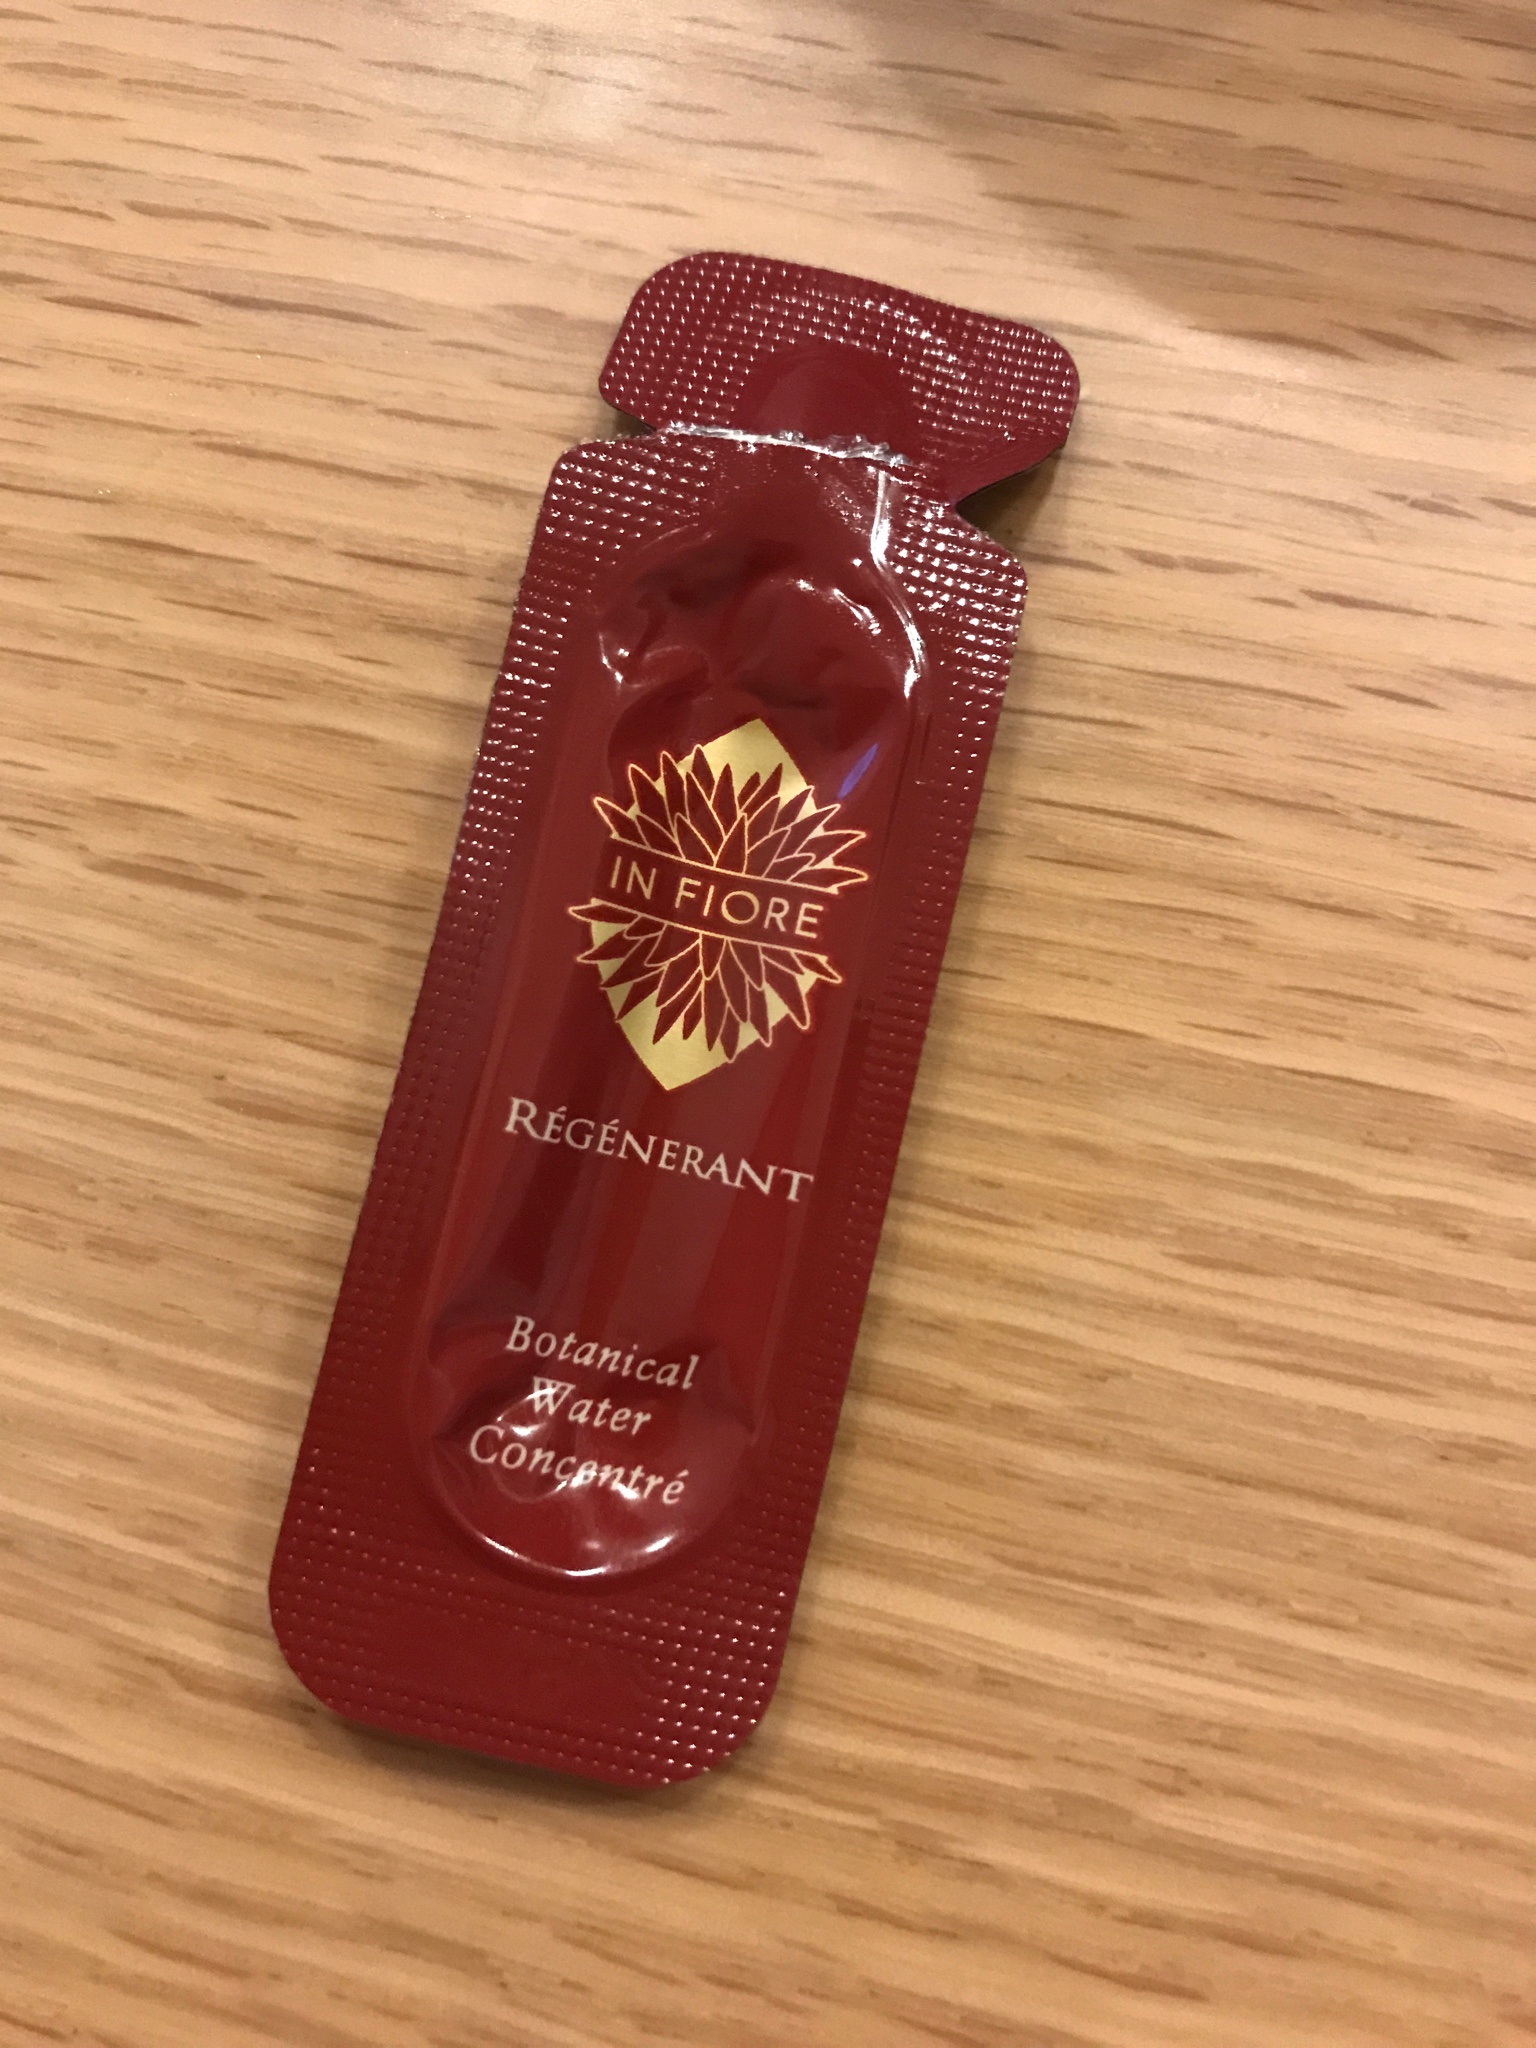 IN FIORE
RÉGÉNERANT
Botanical
Water
Concentré